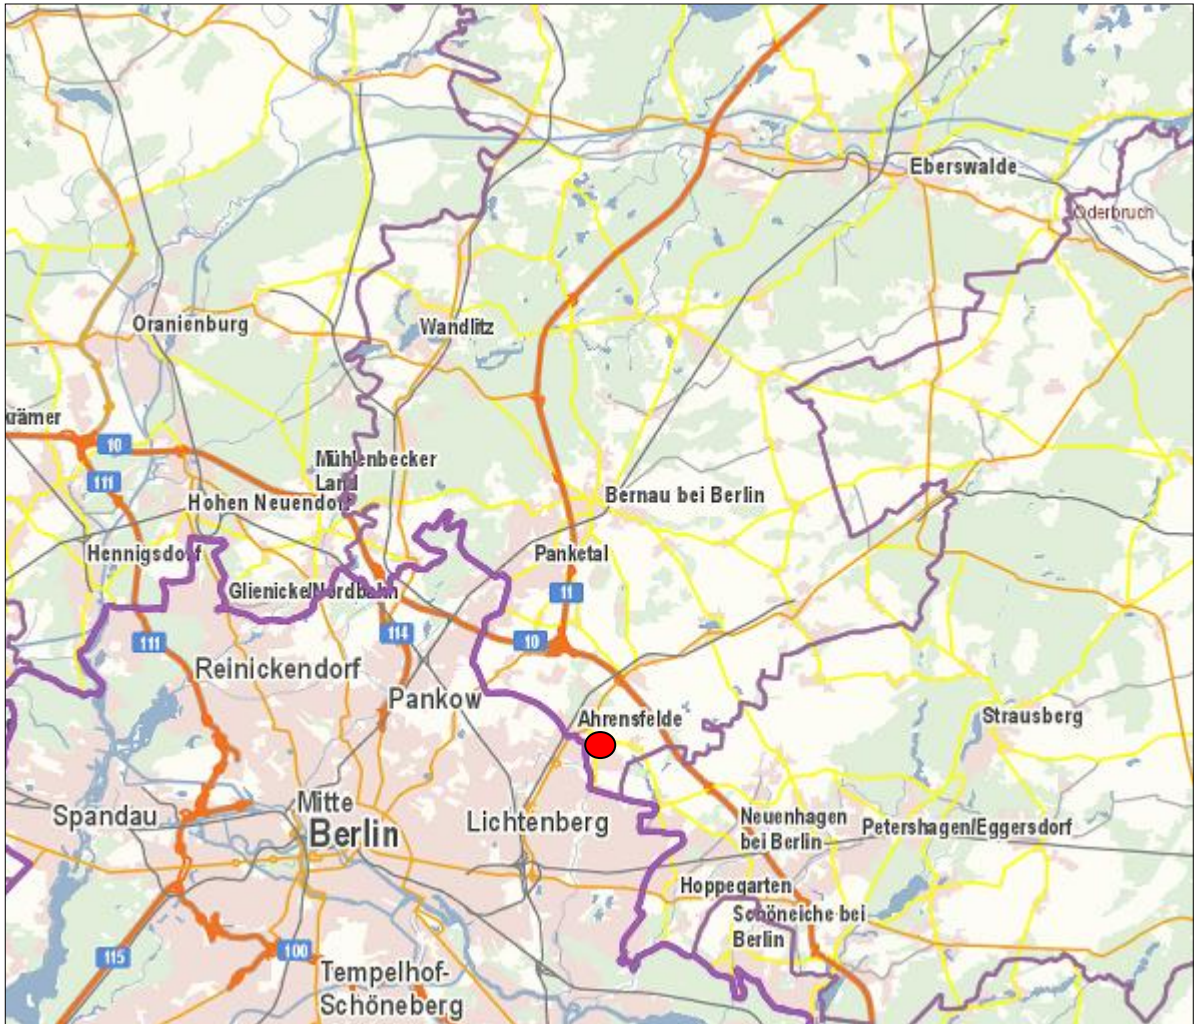 Eberswalde
Oderbruch
Oranienburg
Wandlitz
krämer
10
Mühlenbecker
Land
111
Bernau bei Berlin
Hohen Neuendorf
Hennigsdorf
Panketal
Glienicke/Nordbahn
11
111
114
10
Reinickendorf
Pankow
Ahrensfelde
Strausberg
Mitte
Spandau
Berlin
Lichtenberg
Neuenhagen
bei Berlin
Petershagen/Eggersdorf
Hoppegarten
Schöneiche bei
Berlin
100
115
Tempelhof-
Schöneberg